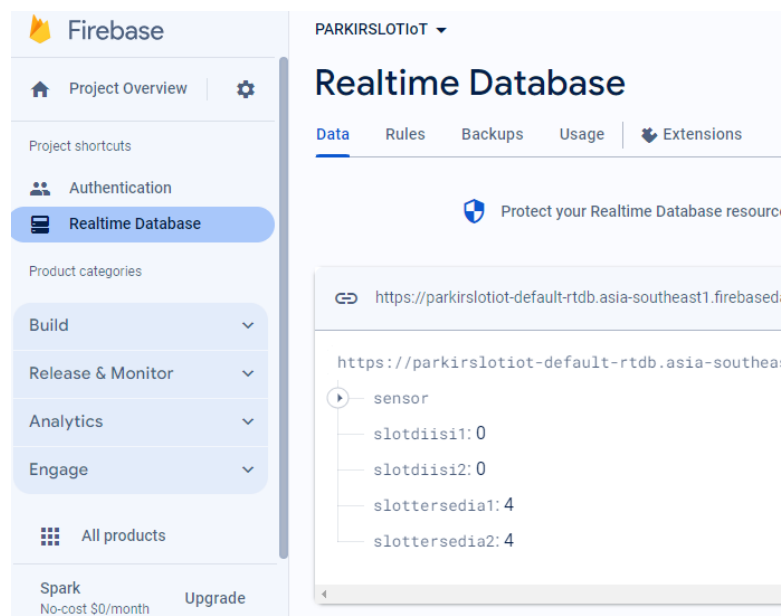 Firebase
Project Overview
Project shortcuts
Authentication
Realtime Database
Product categories
Build
Release & Monitor
Analytics
Engage
All products
Spark
No-cost $0/month
Upgrade
PARKIRSLOTIoT
Realtime Database
Data Rules Backups Usage Extensions
Protect your Realtime Database resourc
https://parkirslotiot-default-rtdb.asia-southeast1.firebaseda
https://parkirslotiot-default-rtdb.asia-southeas
sensor
slotdiisi1: 0
slotdiisi2: 0
slottersedia1: 4
slottersedia2: 4